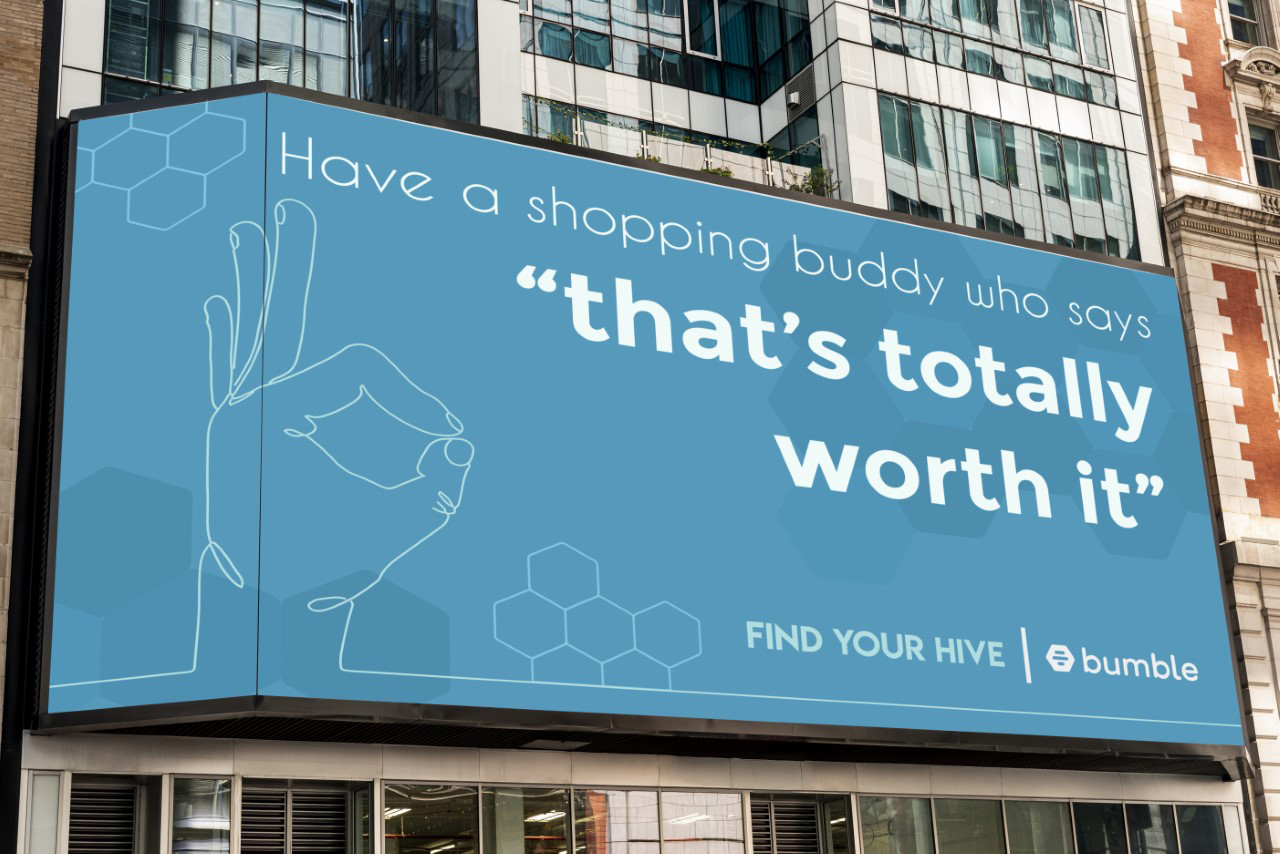 Have a shopping buddy who says
“that’s totally
worth it”
FIND YOUR HIVE | bumble